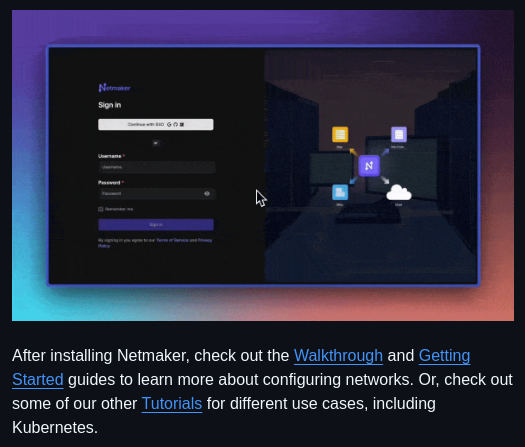 Netmaker
Sign in
Continue with SSO
Username *
Username
Password *
Password
Remember me
Sign in
By signing in you agree to our Terms of Service and Privacy
Policy
After installing Netmaker, check out the Walkthrough and Getting
Started guides to learn more about configuring networks. Or, check out
some of our other Tutorials for different use cases, including
Kubernetes.